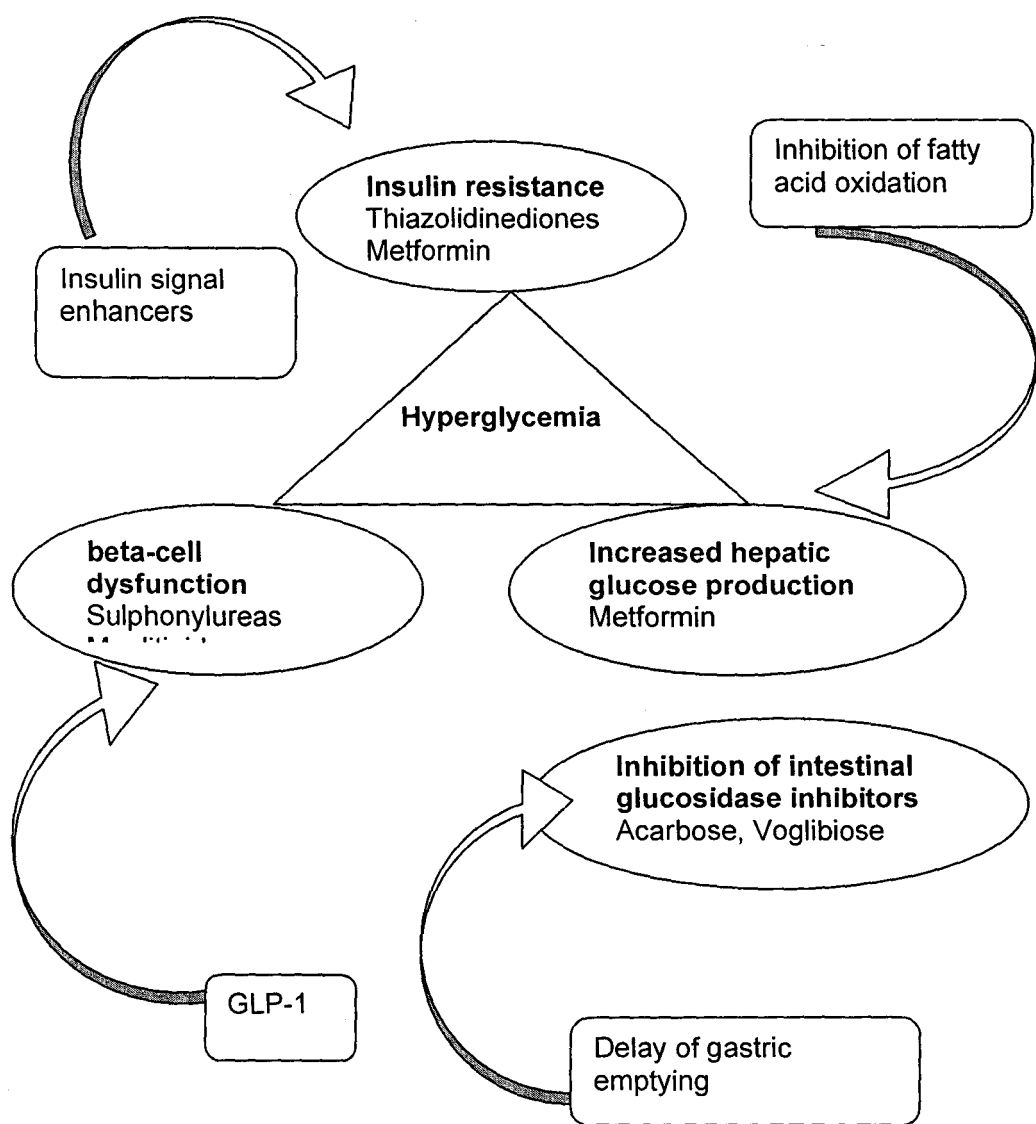 Inhibition of fatty
acid oxidation
Insulin resistance
Thiazolidinediones
Metformin
Insulin signal
enhancers
Hyperglycemia
beta-cell
dysfunction
Sulphonylureas
Increased hepatic
glucose production
Metformin
Inhibition of intestinal
glucosidase inhibitors
Acarbose, Voglibiose
GLP-1
Delay of gastric
emptying